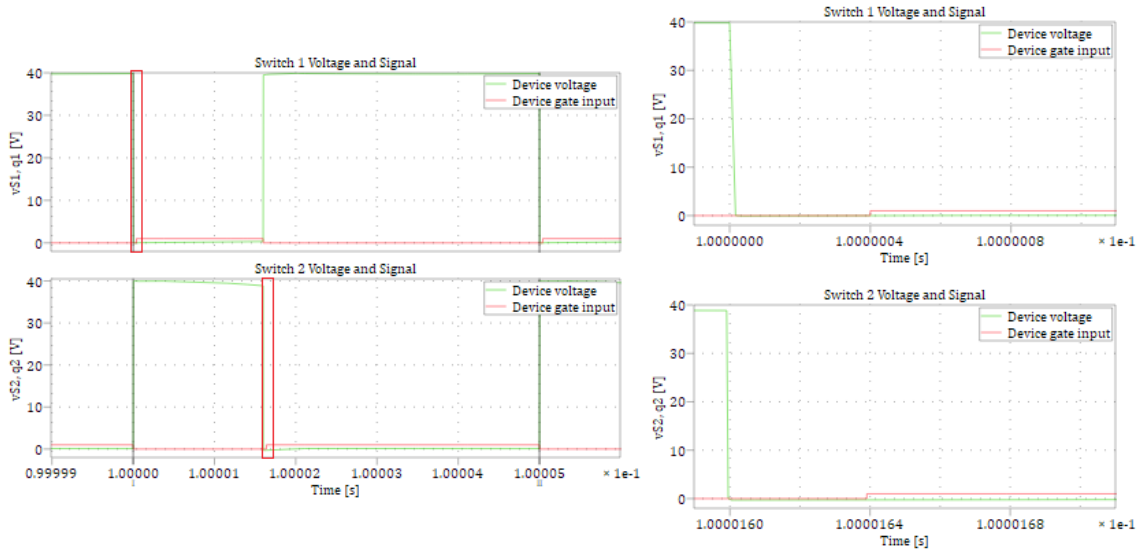 Switch 1 Voltage and Signal
vS1, q1 [V]
40
30
20
10
0
Device voltage
Device gate input
Switch 2 Voltage and Signal
vS2, q2 [V]
40
30
20
10
0
Device voltage
Device gate input
0.99999 1.00000 1.00001 1.00002 1.00003 1.00004 1.00005 × 1e-1
Time [s]
Switch 1 Voltage and Signal
vS1, q1 [V]
40
30
20
10
0
Device voltage
Device gate input
1.0000000 1.0000004 1.0000008 × 1e-1
Time [s]
Switch 2 Voltage and Signal
vS2, q2 [V]
40
30
20
10
0
Device voltage
Device gate input
1.0000160 1.0000164 1.0000168 × 1e-1
Time [s]